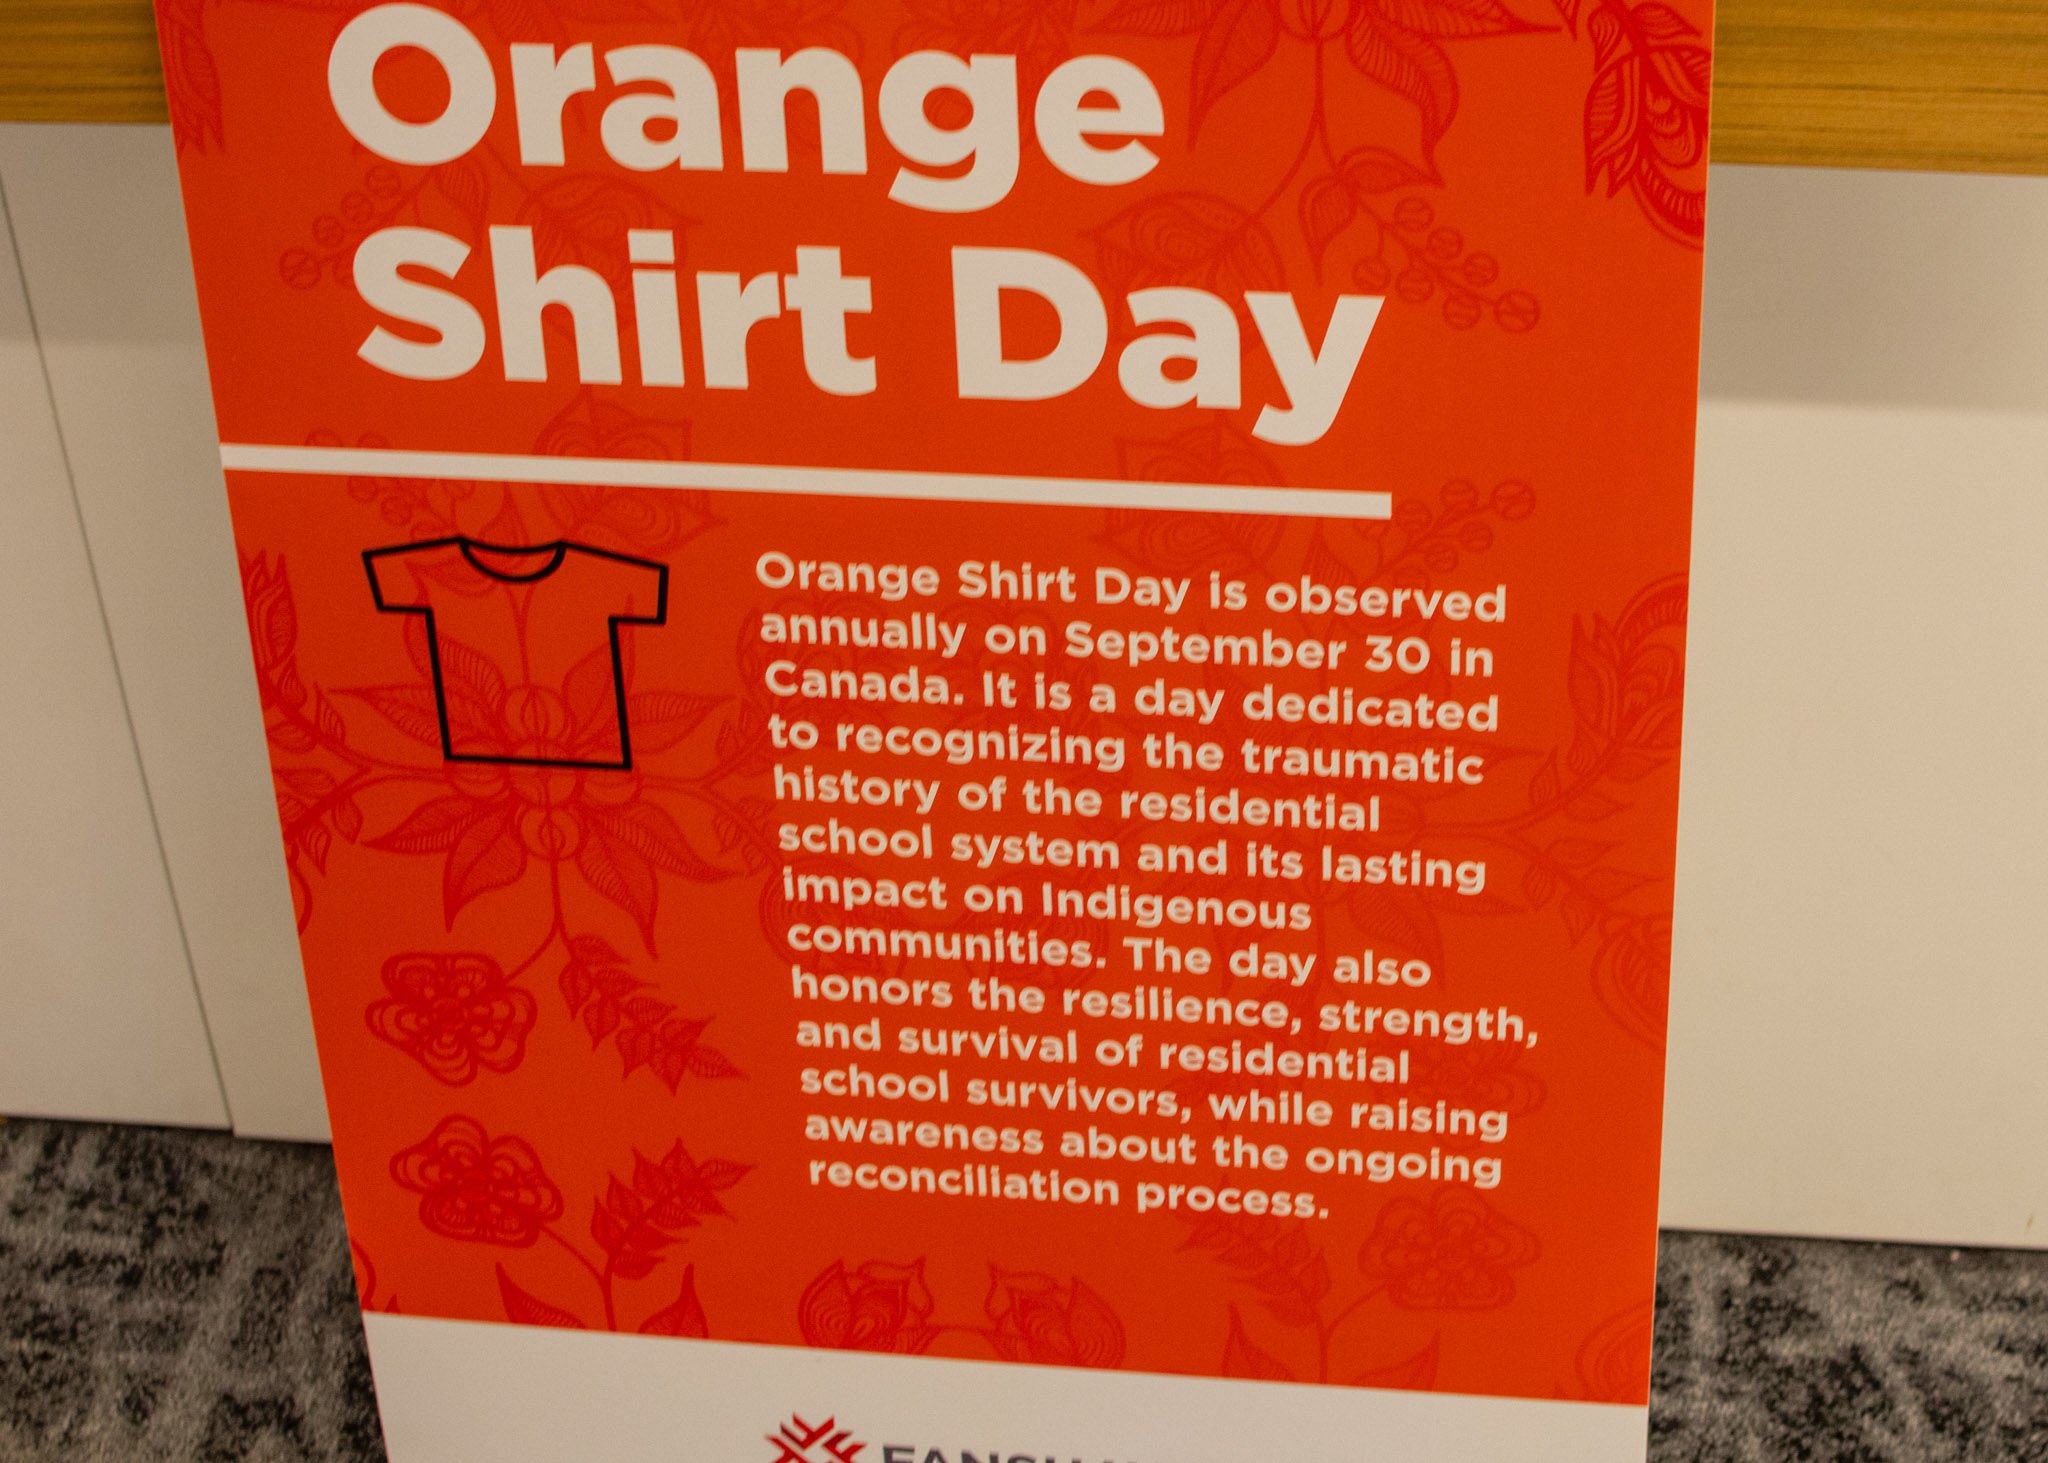 Orange
Shirt Day
Orange Shirt Day is observed
annually on September 30 in
Canada. It is a day dedicated
to recognizing the traumatic
history of the residential
school system and its lasting
impact on Indigenous
communities. The day also
honors the resilience, strength,
and survival of residential
school survivors, while raising
awareness about the ongoing
reconciliation process.